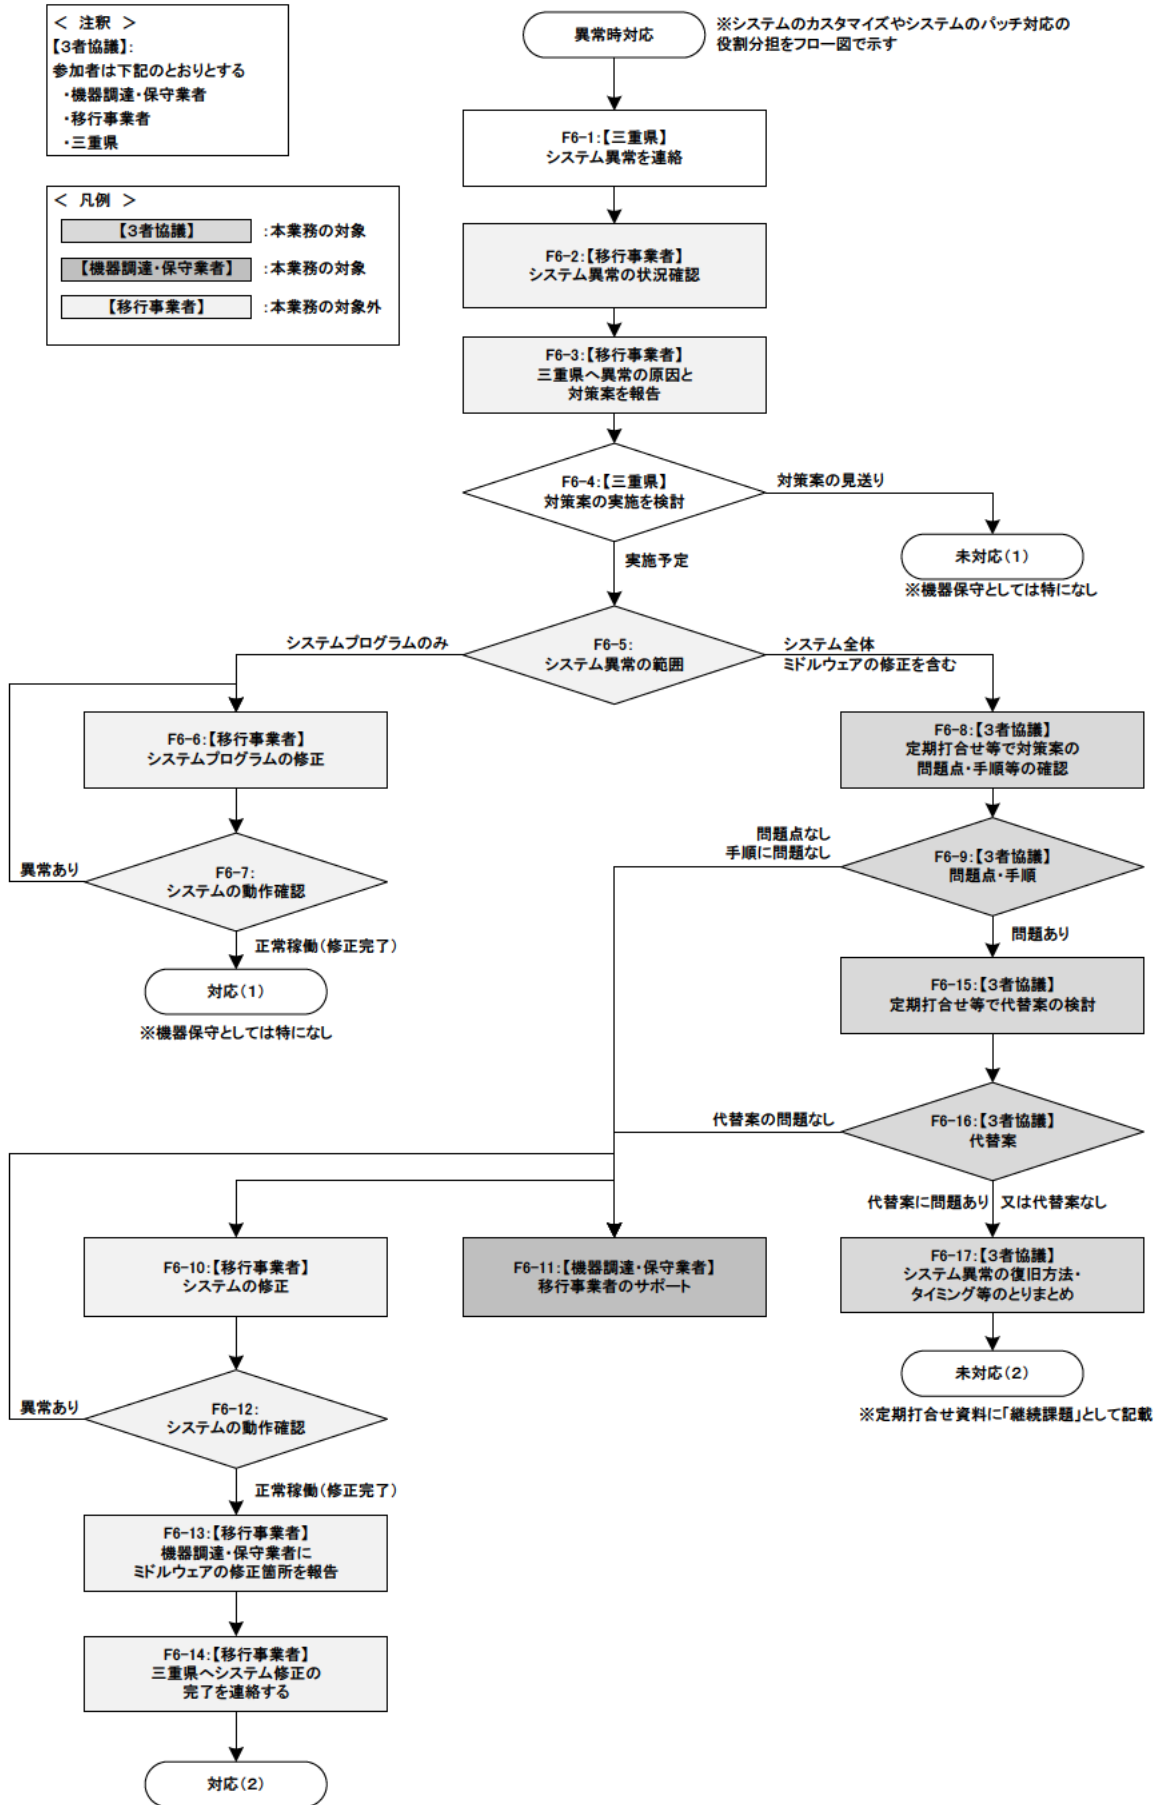 ＜ 注釈 ＞
【3者協議】:
参加者は下記のとおりとする
・機器調達・保守業者
・移行事業者
・三重県
異常時対応
※システムのカスタマイズやシステムのパッチ対応の
役割分担をフロー図で示す
＜ 凡例 ＞
【3者協議】 :本業務の対象
【機器調達・保守業者】 :本業務の対象
【移行事業者】 :本業務の対象外
F6-1:【三重県】
システム異常を連絡
F6-2:【移行事業者】
システム異常の状況確認
F6-3:【移行事業者】
三重県へ異常の原因と
対策案を報告
F6-4:【三重県】
対策案の実施を検討
対策案の見送り
未対応(1)
※機器保守としては特になし
実施予定
F6-5:
システム異常の範囲
システムプログラムのみ
システム全体
ミドルウェアの修正を含む
F6-6:【移行事業者】
システムプログラムの修正
F6-7:
システムの動作確認
異常あり
正常稼働(修正完了)
対応(1)
※機器保守としては特になし
F6-8:【3者協議】
定期打合せ等で対策案の
問題点・手順等の確認
F6-9:【3者協議】
問題点・手順
問題点なし
手順に問題なし
問題あり
F6-15:【3者協議】
定期打合せ等で代替案の検討
F6-16:【3者協議】
代替案
代替案の問題なし
代替案に問題あり 又は代替案なし
F6-17:【3者協議】
システム異常の復旧方法・
タイミング等のとりまとめ
未対応(2)
※定期打合せ資料に「継続課題」として記載
F6-10:【移行事業者】
システムの修正
F6-11:【機器調達・保守業者】
移行事業者のサポート
F6-12:
システムの動作確認
異常あり
正常稼働(修正完了)
F6-13:【移行事業者】
機器調達・保守業者に
ミドルウェアの修正箇所を報告
F6-14:【移行事業者】
三重県へシステム修正の
完了を連絡する
対応(2)